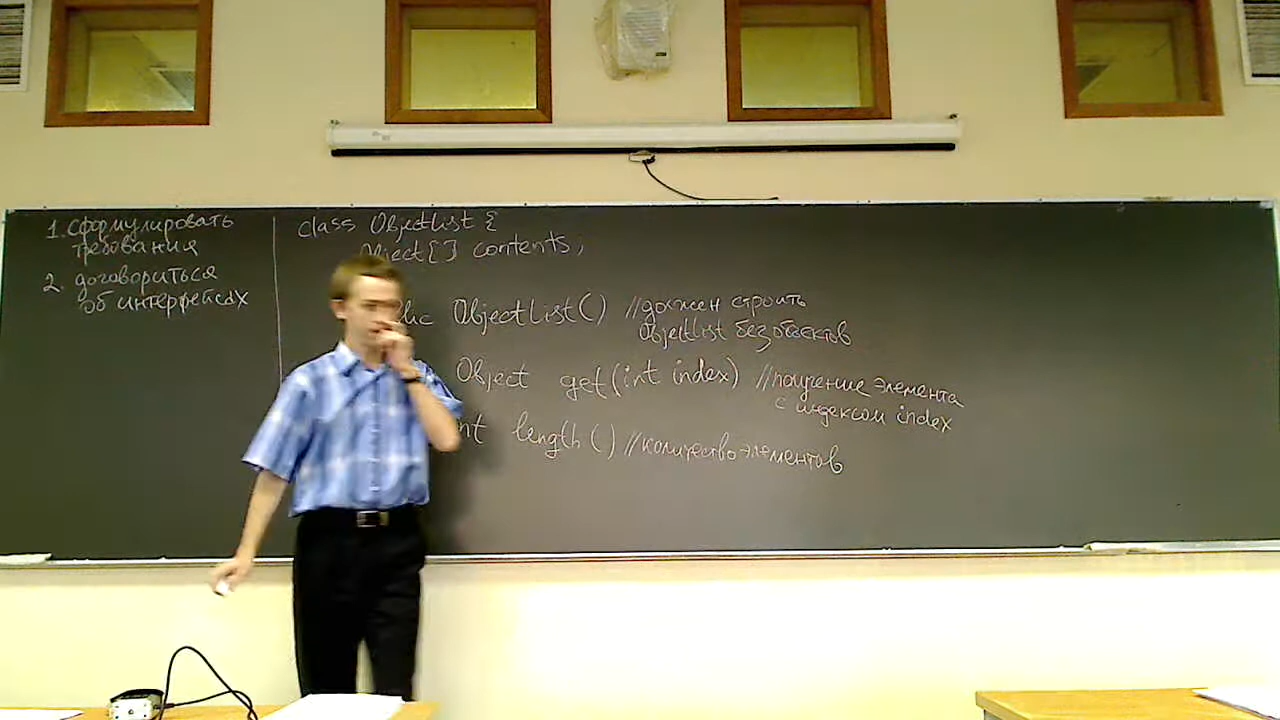 1. Сформулировать
требования
2. договориться
об интерфейсах
class ObjectList {
Object[] contents;
ObjectList() //должен строить
ObjectList без объектов
Object get(int index) //получение элемента
с индексом index
length() //количество элементов